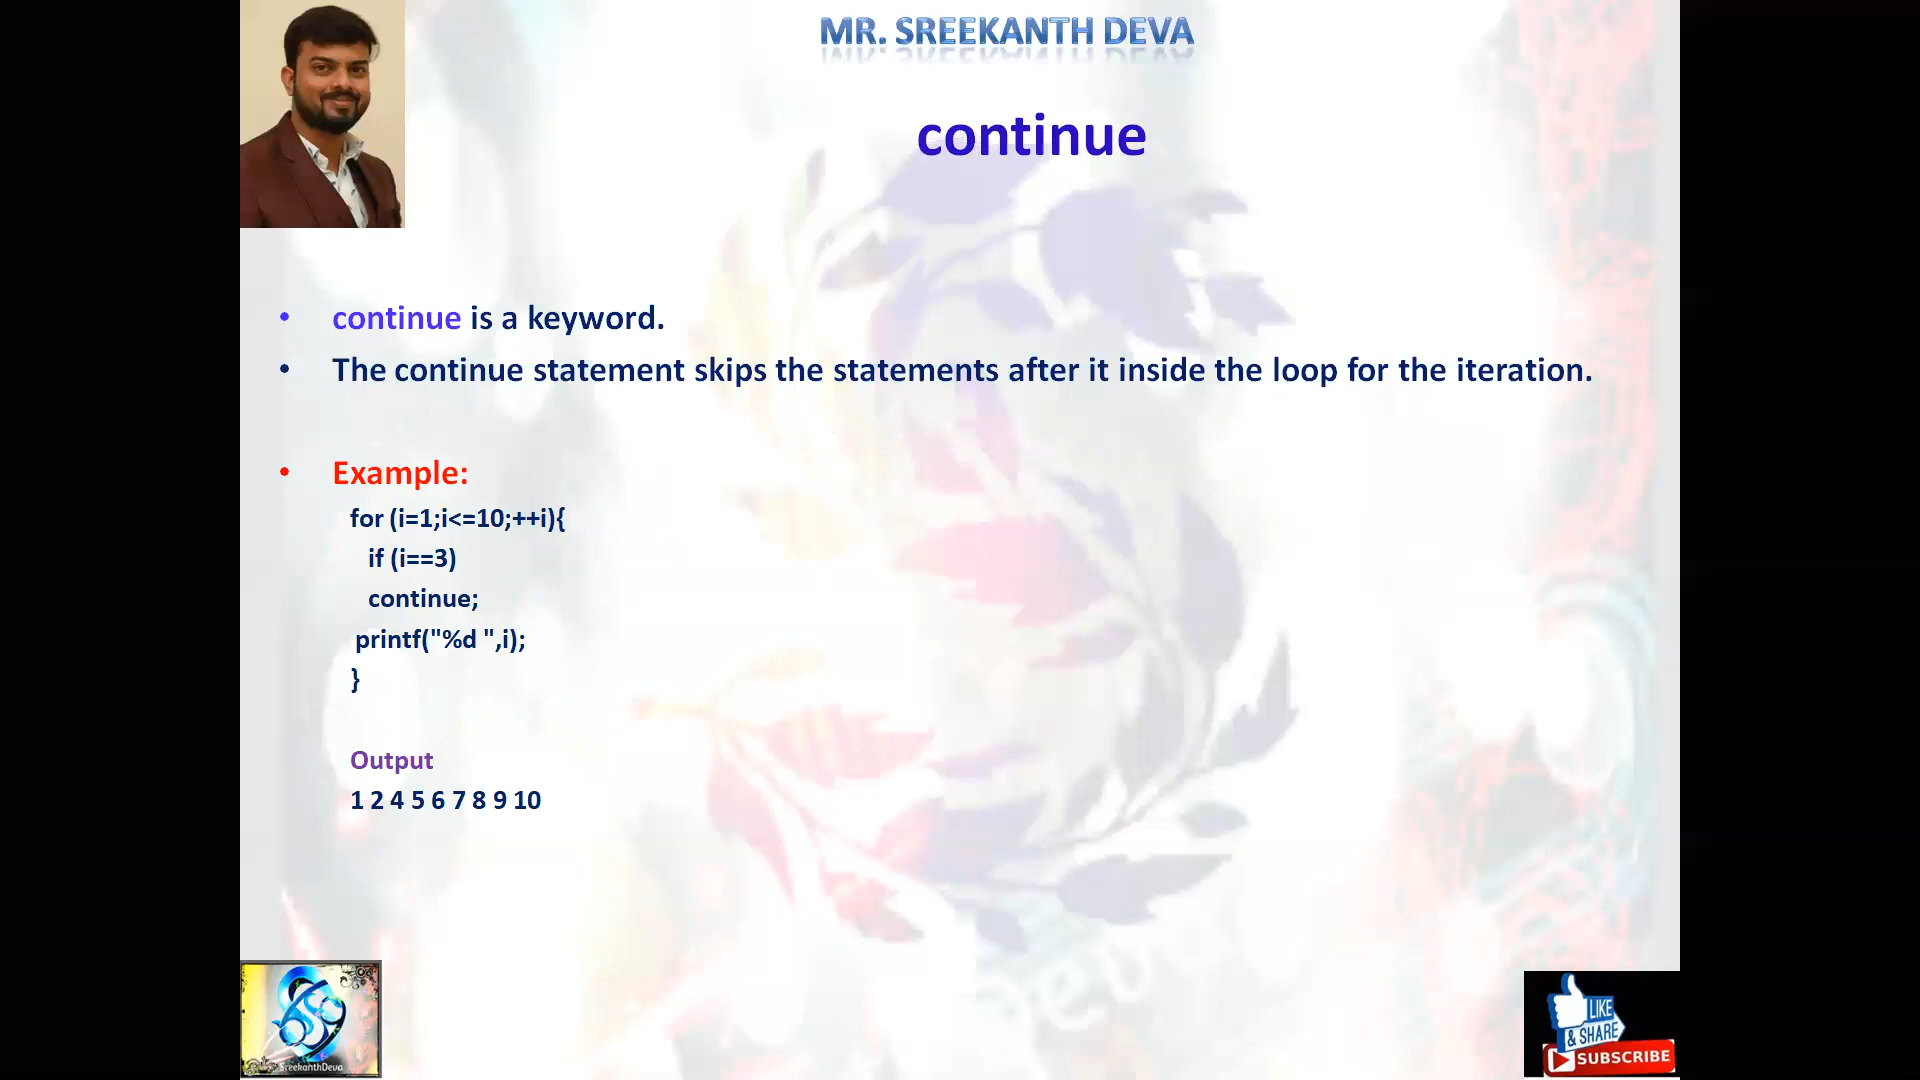 MR. SREEKANTH DEVA
continue
• continue is a keyword.
• The continue statement skips the statements after it inside the loop for the iteration.
• Example:
for (i=1;i<=10;++i){
if (i==3)
continue;
printf("%d ",i);
}
Output
1 2 4 5 6 7 8 9 10
SreekanthDeva
LIKE
& SHARE
SUBSCRIBE